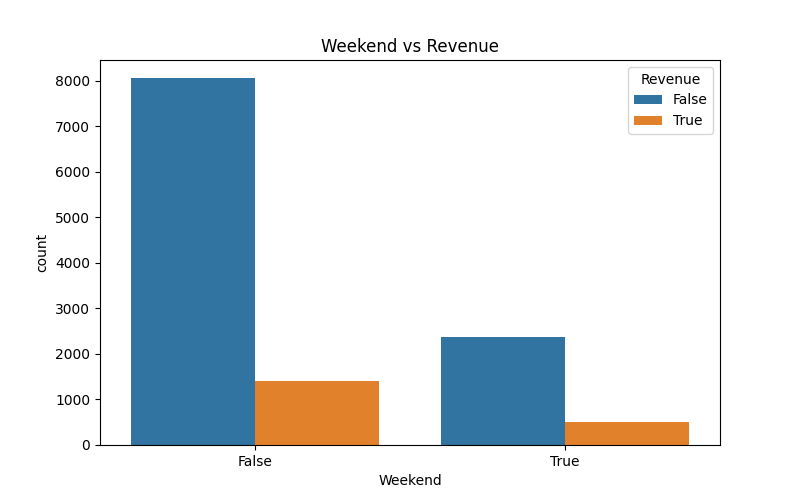 Weekend vs Revenue
Revenue
False
True
8000
7000
6000
5000
4000
3000
2000
1000
0
count
False
True
Weekend